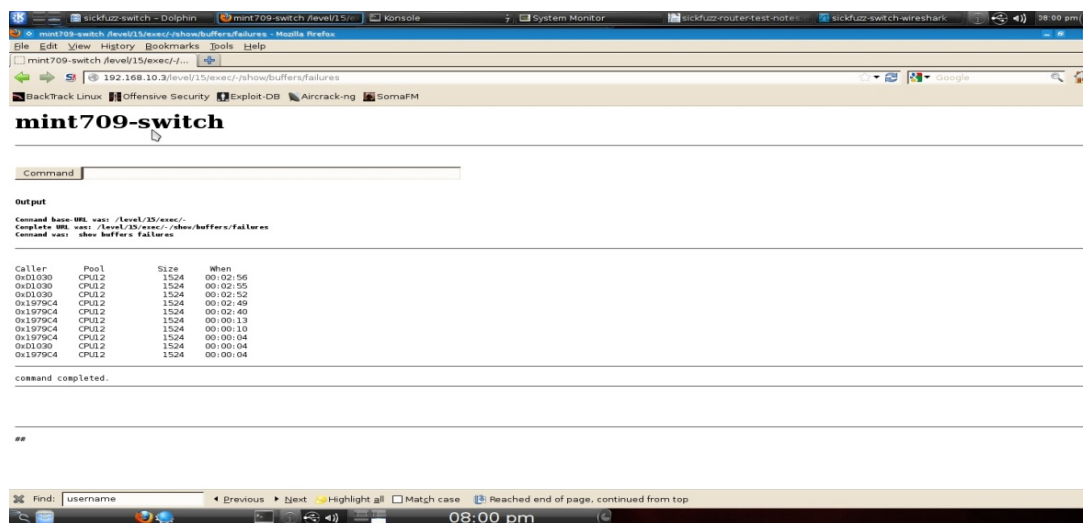 sickfuzz-switch – Dolphin mint709-switch /level/15/e Konsole System Monitor sickfuzz-router-test-notes sickfuzz-switch-wireshark 08:00 pm
mint709-switch /level/15/exec/-/show/buffers/failures - Mozilla Firefox
File Edit View History Bookmarks Tools Help
mint709-switch /level/15/exec/-/...
192.168.10.3/level/15/exec/-/show/buffers/failures Google
BackTrack Linux Offensive Security Exploit-DB Aircrack-ng SomaFM
mint709-switch
Command
Output
Command base-URL was: /level/15/exec/-
Complete URL was: /level/15/exec/-/show/buffers/failures
Command was: show buffers failures
Caller Pool Size When
0xD1030 CPU12 1524 00:02:56
0xD1030 CPU12 1524 00:02:55
0xD1030 CPU12 1524 00:02:52
0x1979C4 CPU12 1524 00:02:49
0x1979C4 CPU12 1524 00:02:40
0x1979C4 CPU12 1524 00:00:13
0x1979C4 CPU12 1524 00:00:10
0x1979C4 CPU12 1524 00:00:04
0xD1030 CPU12 1524 00:00:04
0x1979C4 CPU12 1524 00:00:04
command completed.
##
Find: username Previous Next Highlight all Match case Reached end of page, continued from top
08:00 pm